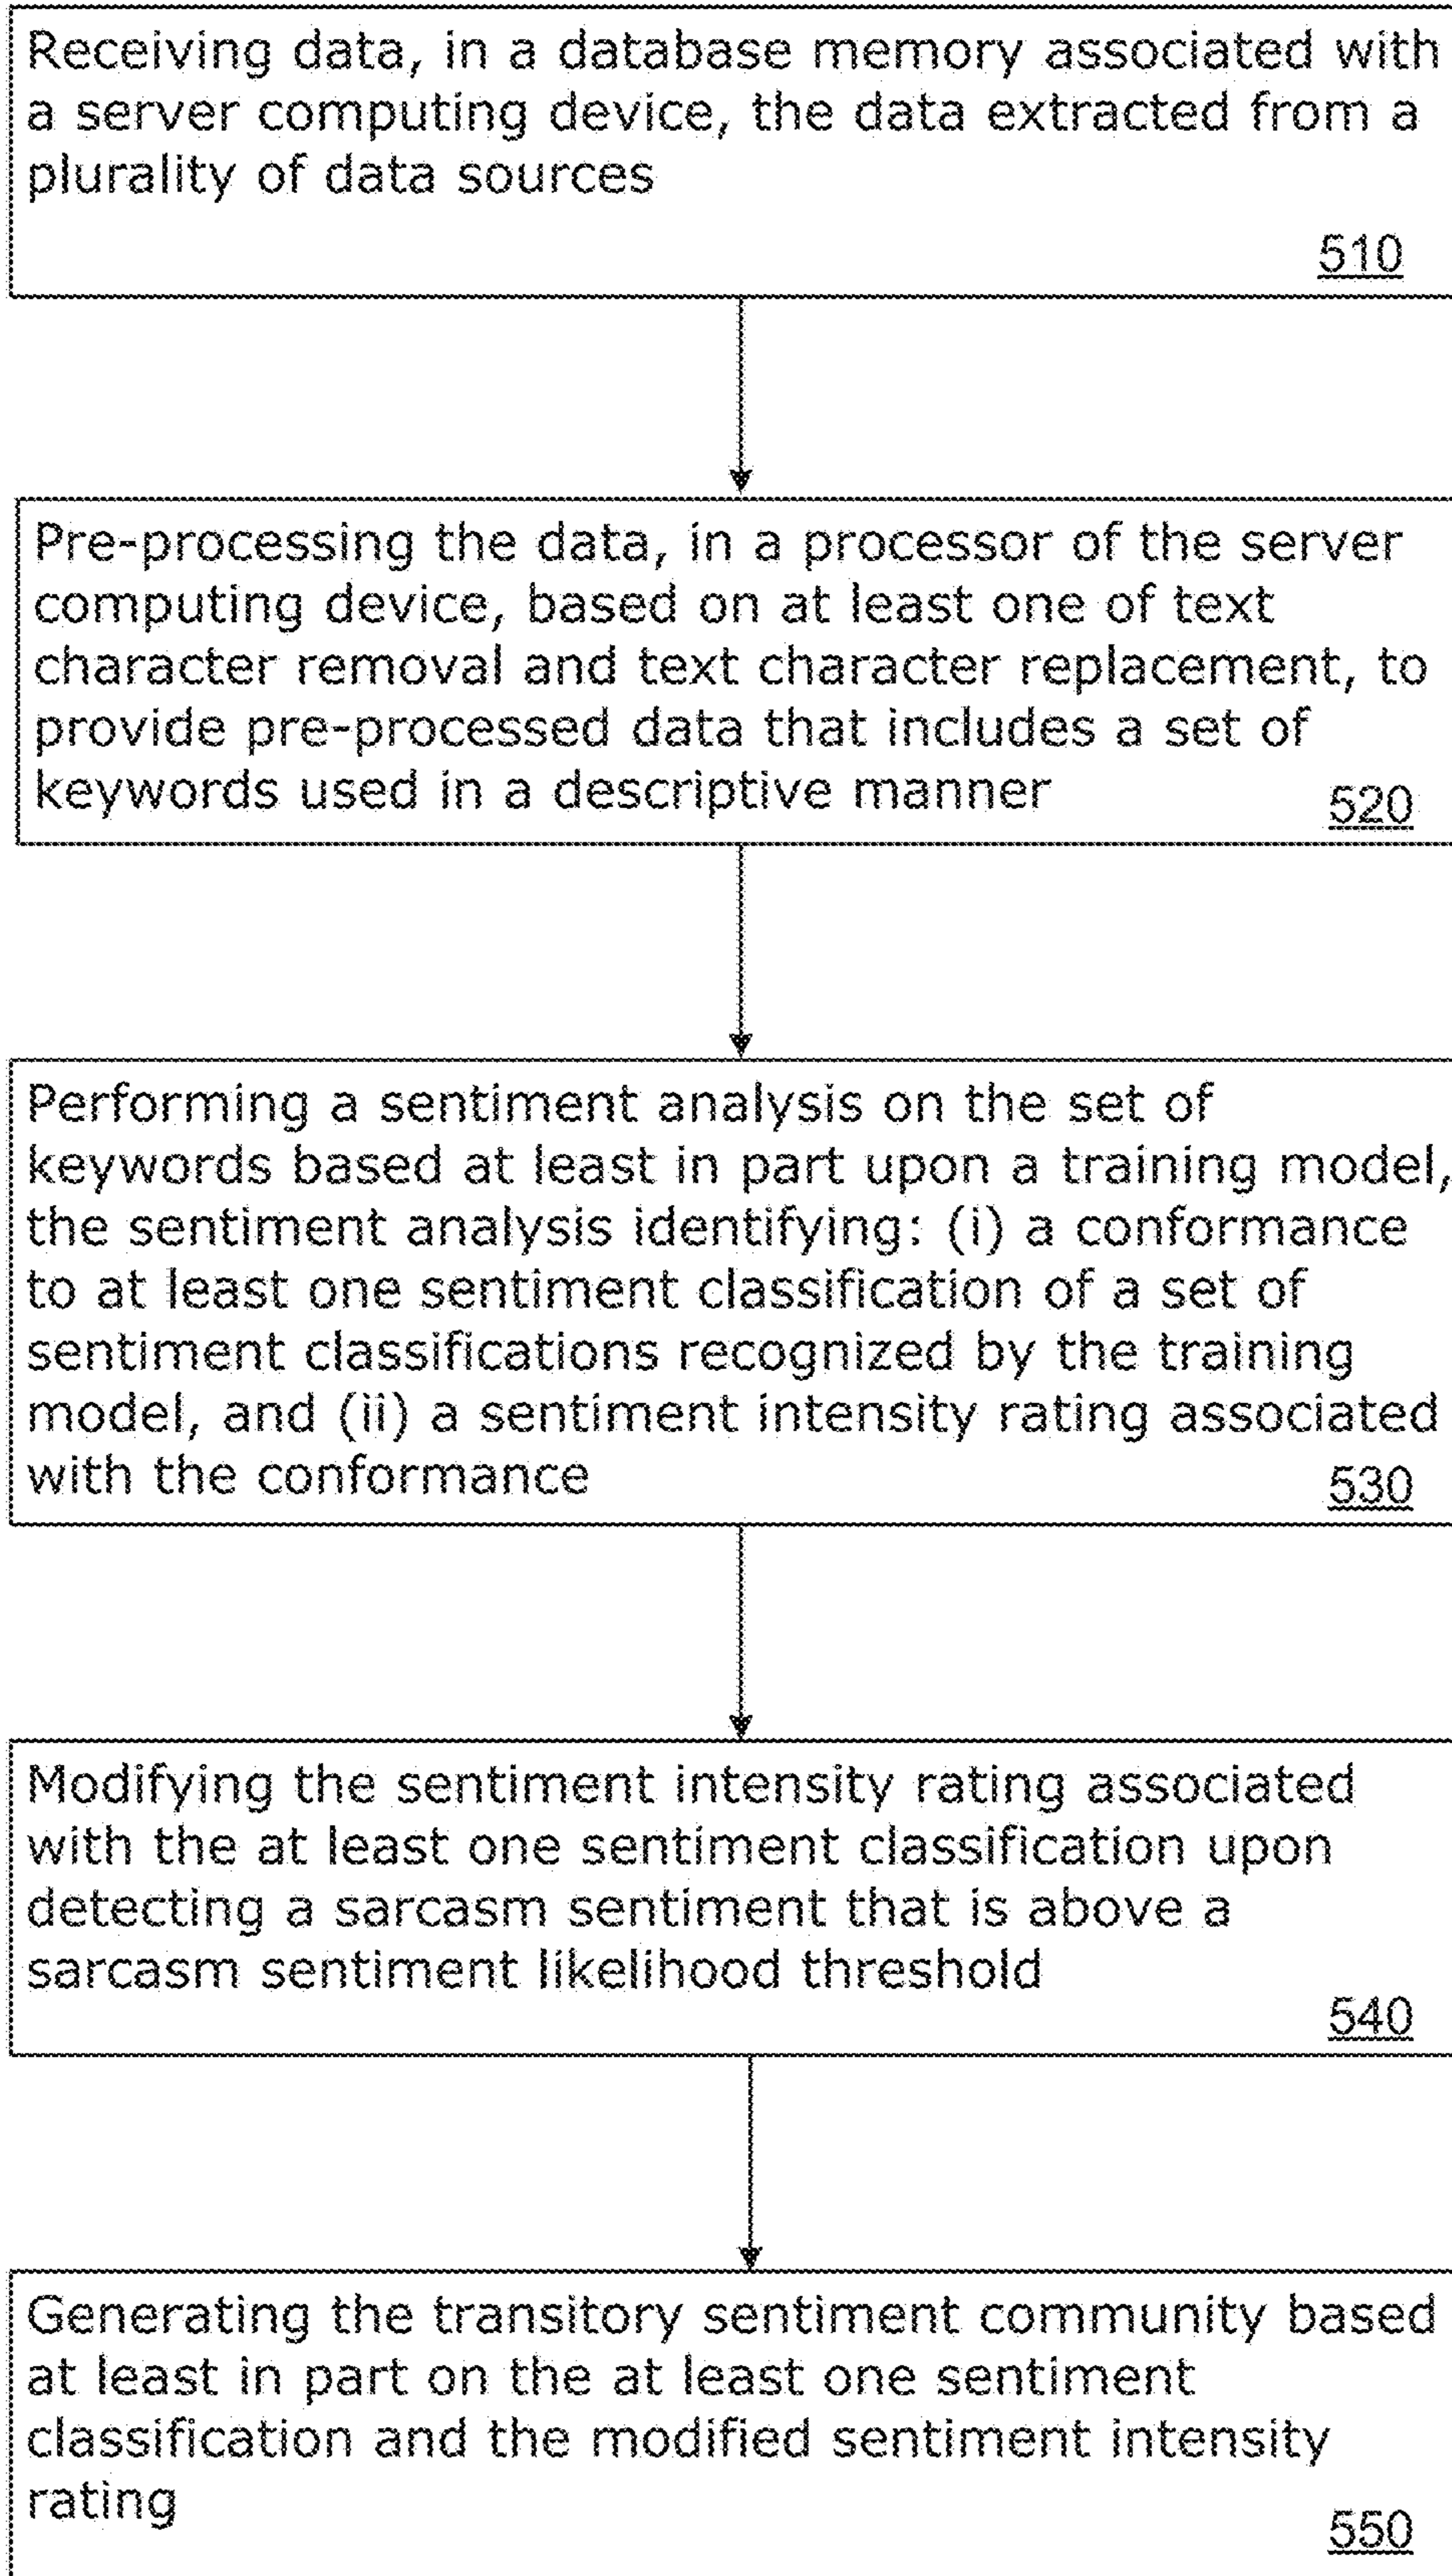 Receiving data, in a database memory associated with
a server computing device, the data extracted from a
plurality of data sources
510
Pre-processing the data, in a processor of the server
computing device, based on at least one of text
character removal and text character replacement, to
provide pre-processed data that includes a set of
keywords used in a descriptive manner
520
Performing a sentiment analysis on the set of
keywords based at least in part upon a training model,
the sentiment analysis identifying: (i) a conformance
to at least one sentiment classification of a set of
sentiment classifications recognized by the training
model, and (ii) a sentiment intensity rating associated
with the conformance
530
Modifying the sentiment intensity rating associated
with the at least one sentiment classification upon
detecting a sarcasm sentiment that is above a
sarcasm sentiment likelihood threshold
540
Generating the transitory sentiment community based
at least in part on the at least one sentiment
classification and the modified sentiment intensity
rating
550